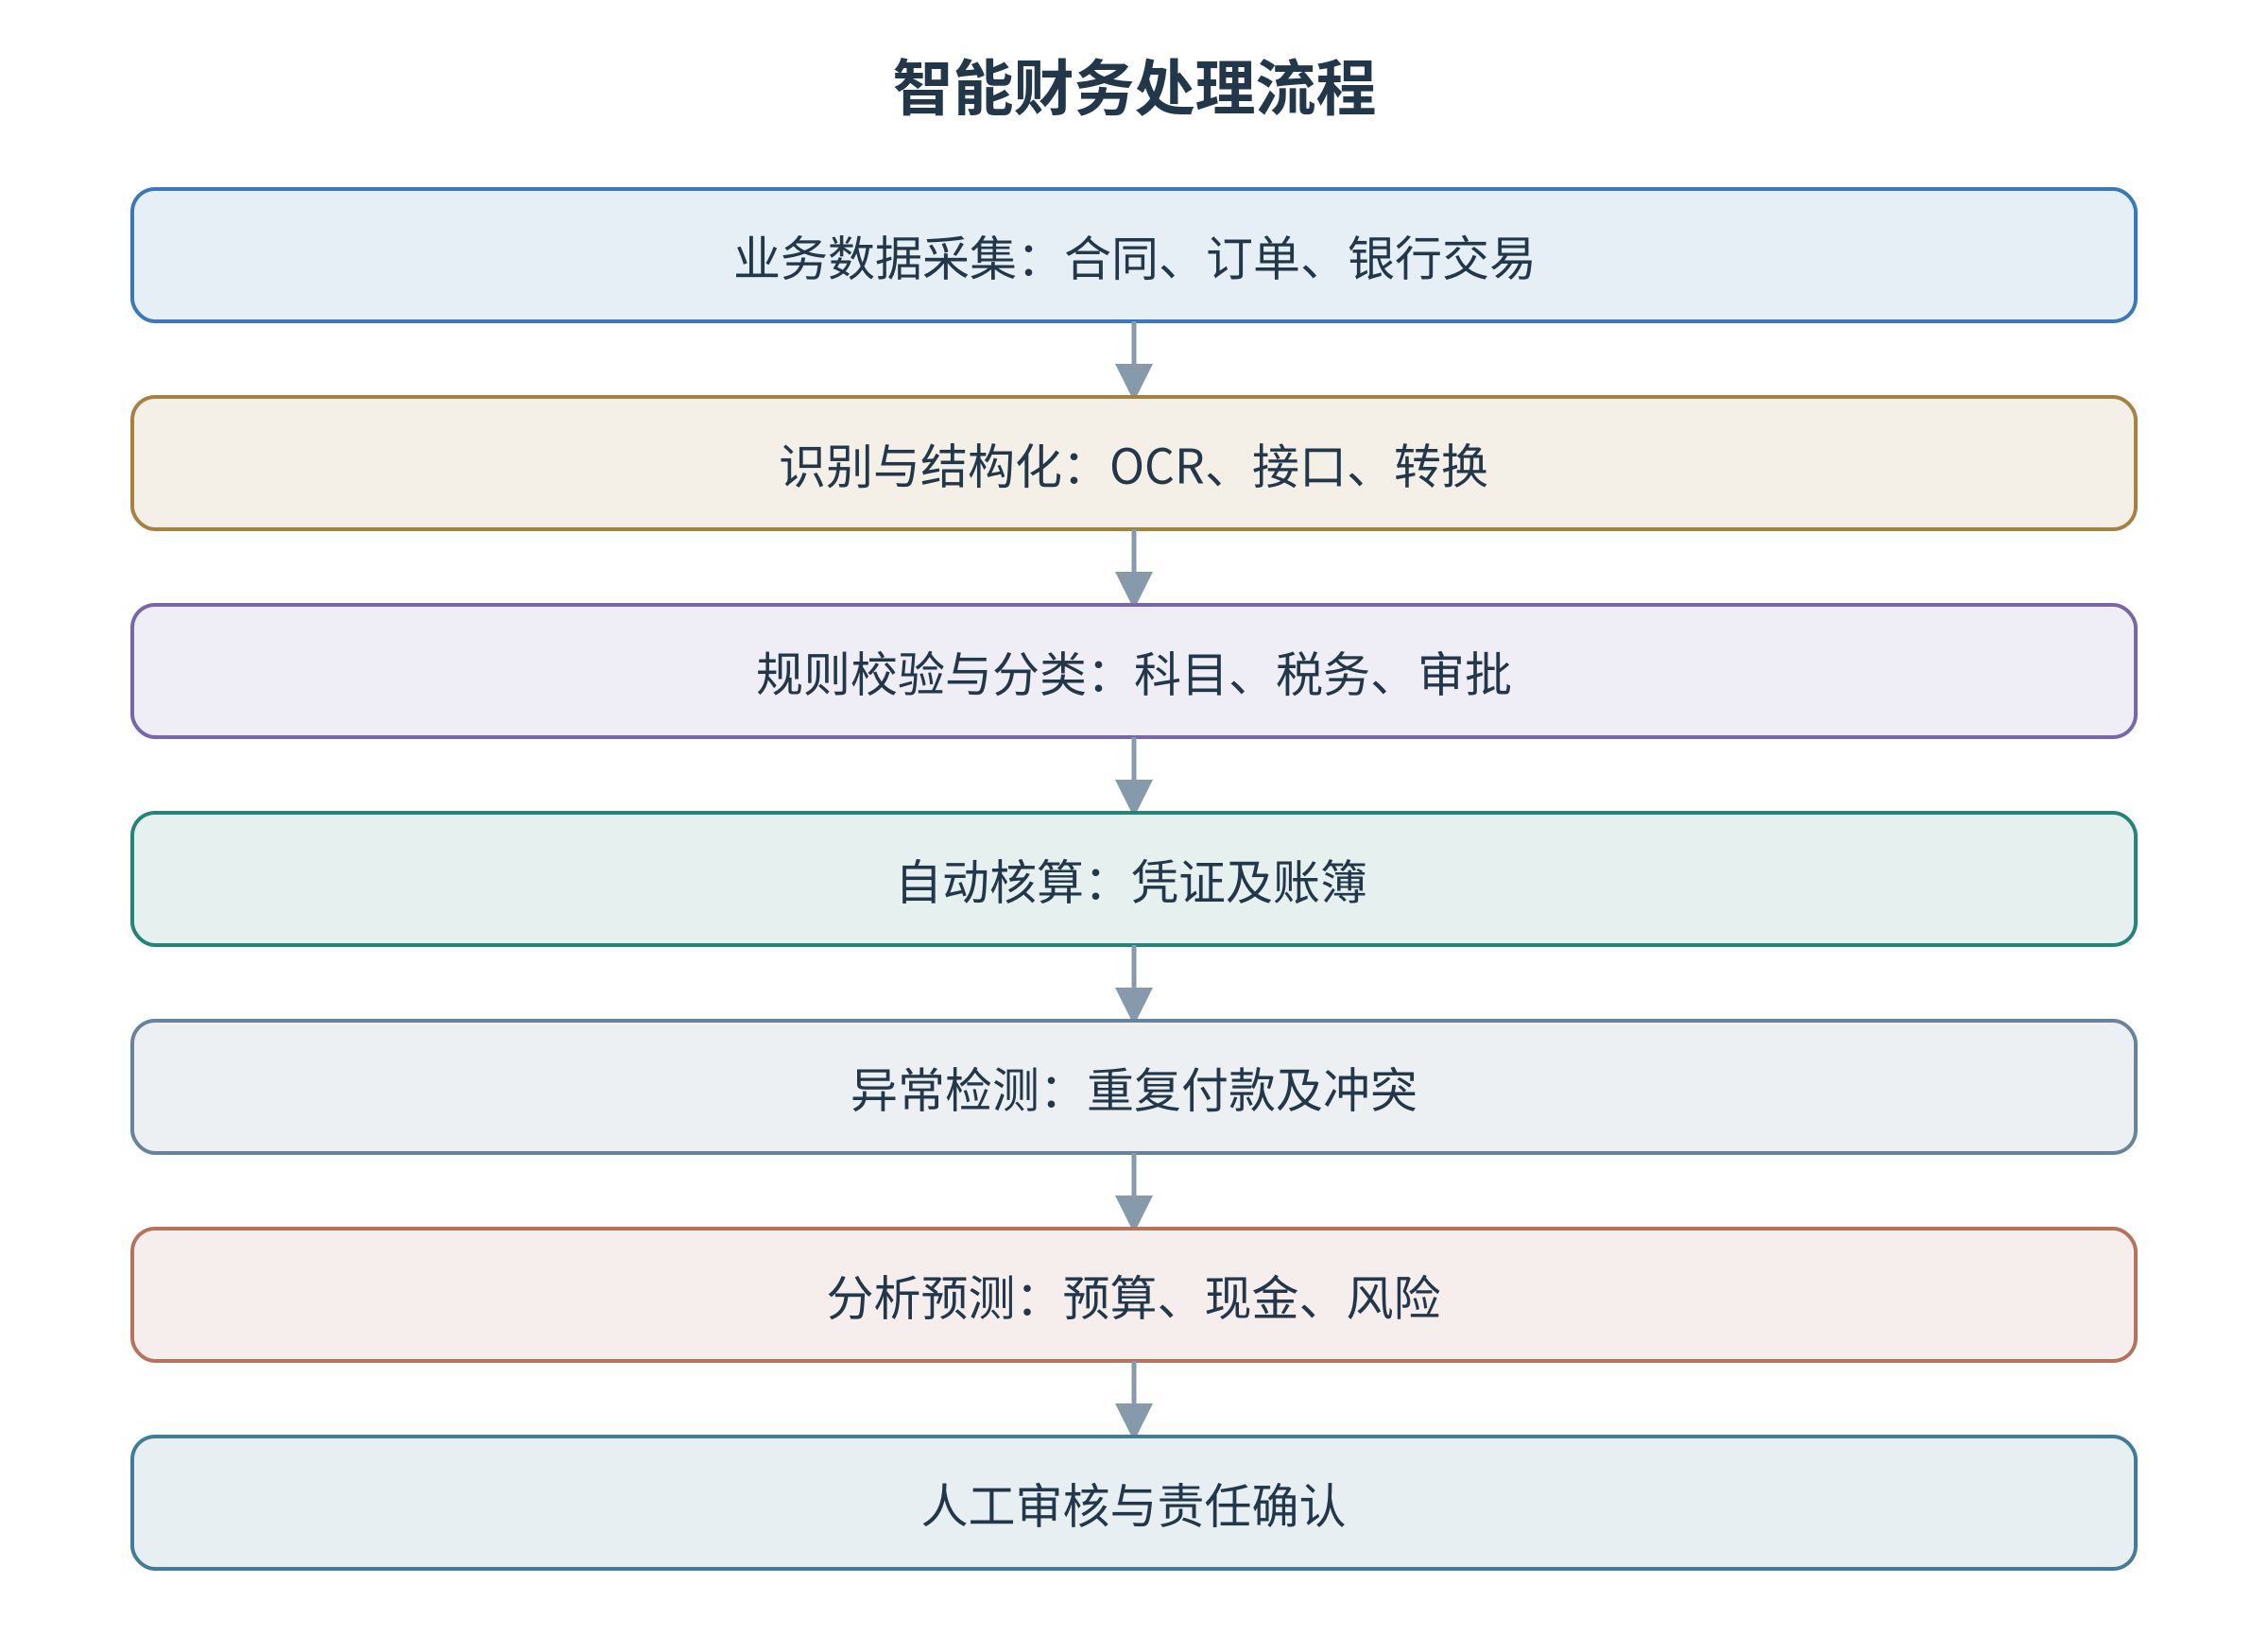 智能财务处理流程
业务数据采集：合同、订单、银行交易
识别与结构化：OCR、接口、转换
规则校验与分类：科目、税务、审批
自动核算：凭证及账簿
异常检测：重复付款及冲突
分析预测：预算、现金、风险
人工审核与责任确认